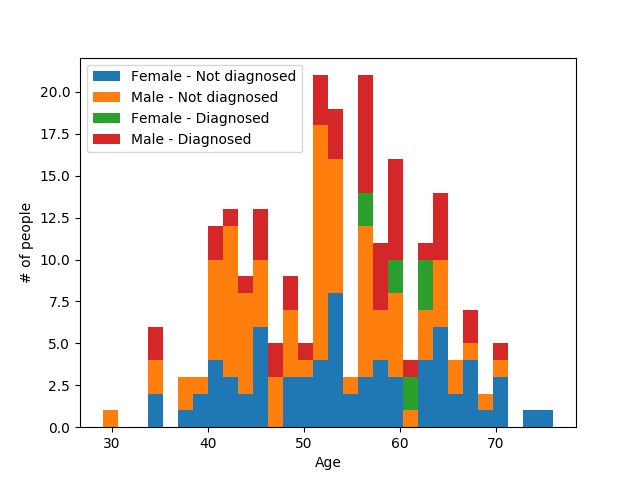 Female - Not diagnosed
Male - Not diagnosed
Female - Diagnosed
Male - Diagnosed
20.0
17.5
15.0
12.5
10.0
7.5
5.0
2.5
0.0
# of people
30 40 50 60 70
Age